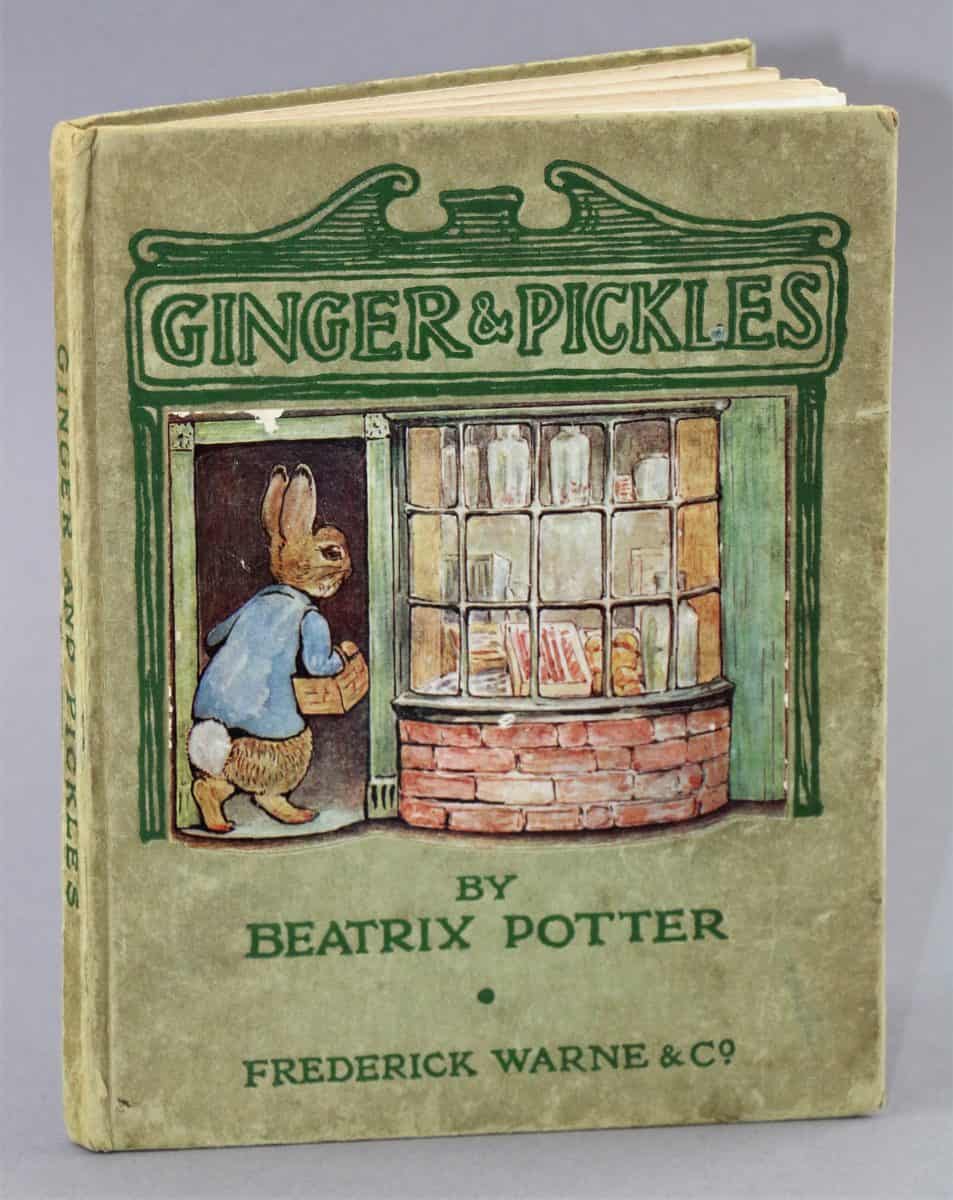 GINGER & PICKLES
BY
BEATRIX POTTER
FREDERICK WARNE & Cº
GINGER AND PICKLES